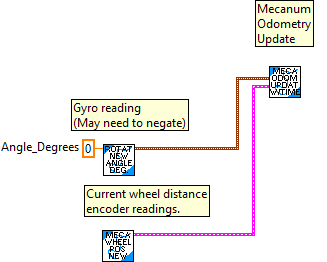 Mecanum
Odometry
Update
MECA
ODOM
UPDAT
WTIME
Gyro reading
(May need to negate)
Angle_Degrees 0
ROTAT
NEW
ANGLE
DEG
Current wheel distance
encoder readings.
MECA
WHEEL
POS
NEW